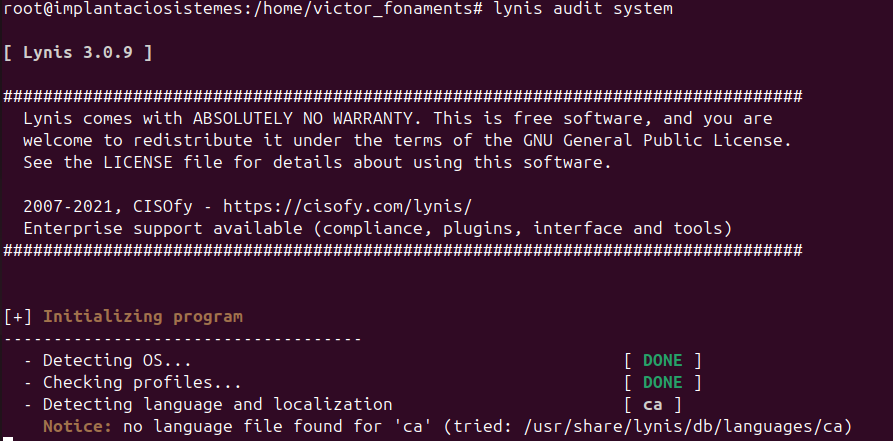 root@implantaciosistemes:/home/victor_fonaments# lynis audit system
[ Lynis 3.0.9 ]
################################################################################
Lynis comes with ABSOLUTELY NO WARRANTY. This is free software, and you are
welcome to redistribute it under the terms of the GNU General Public License.
See the LICENSE file for details about using this software.
2007-2021, CISOfy - https://cisofy.com/lynis/
Enterprise support available (compliance, plugins, interface and tools)
################################################################################
[+] Initializing program
------------------------------------
- Detecting OS... [ DONE ]
- Checking profiles... [ DONE ]
- Detecting language and localization [ ca ]
Notice: no language file found for 'ca' (tried: /usr/share/lynis/db/languages/ca)